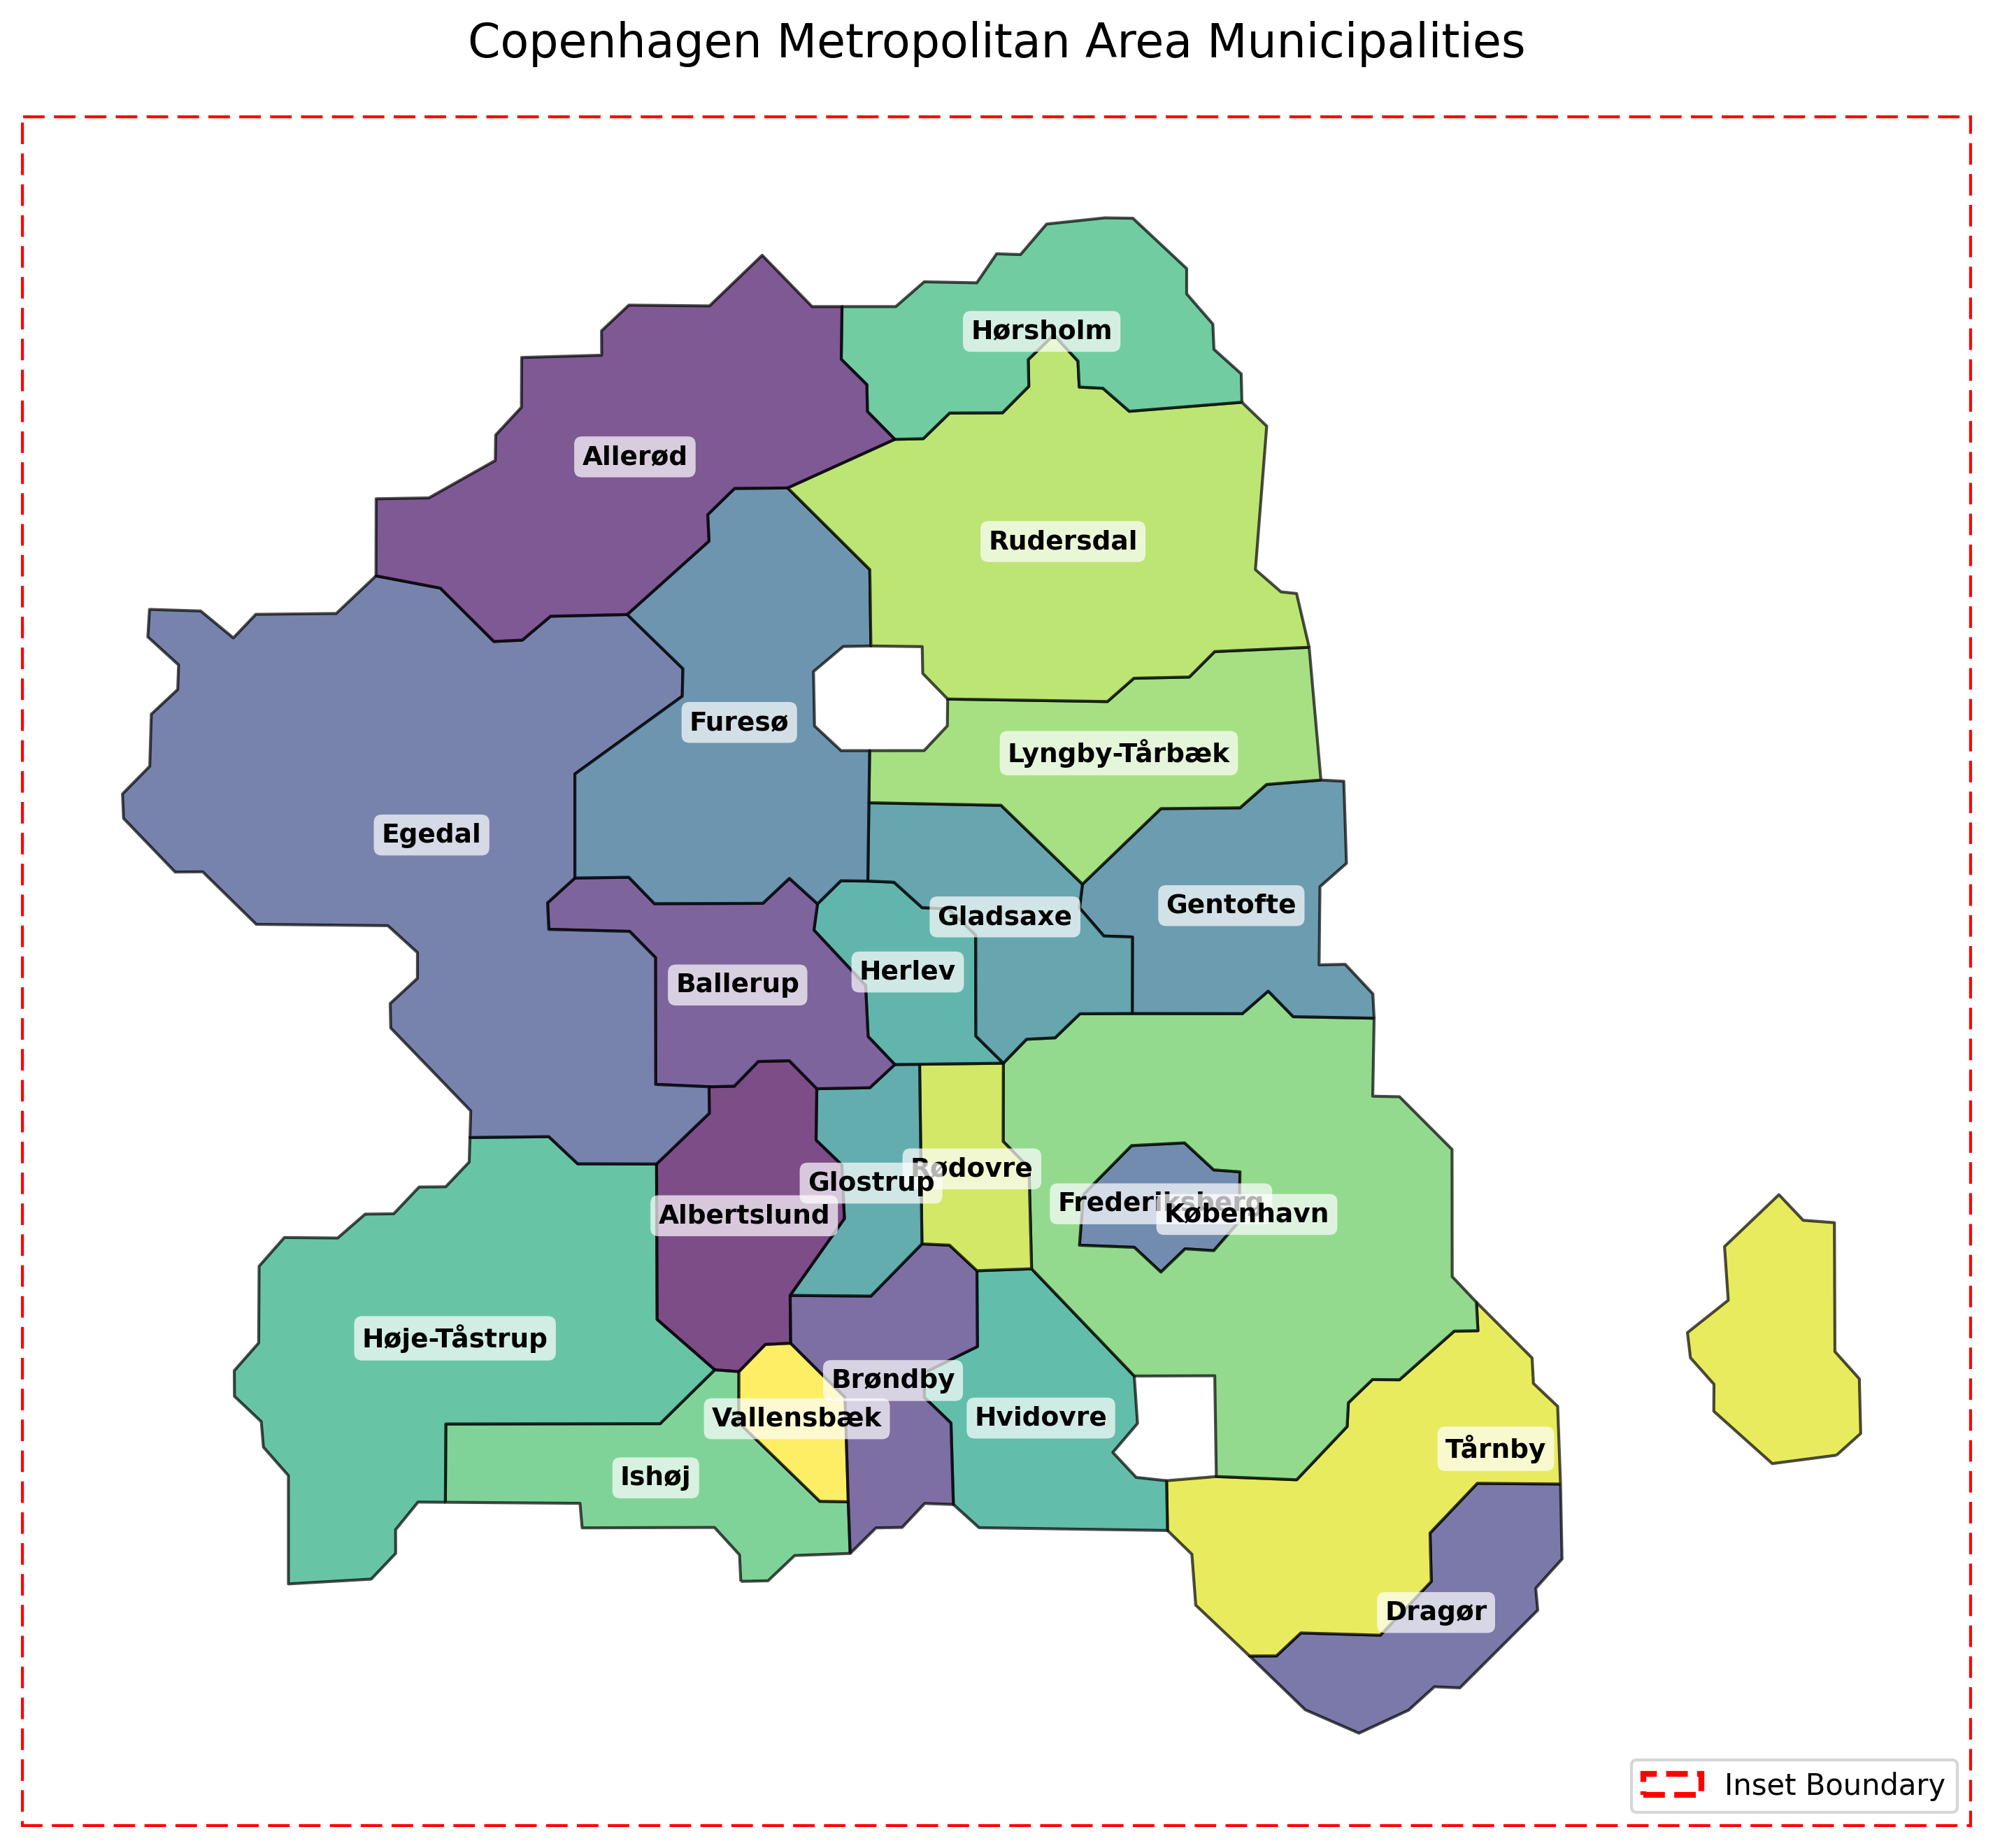 Copenhagen Metropolitan Area Municipalities
Hørsholm
Allerød
Rudersdal
Furesø
Lyngby-Tårbæk
Egedal
Gentofte
Gladsaxe
Herlev
Ballerup
Rødovre
Glostrup
Frederiksberg
København
Albertslund
Høje-Tåstrup
Brøndby
Vallensbæk
Hvidovre
Tårnby
Ishøj
Dragør
Inset Boundary